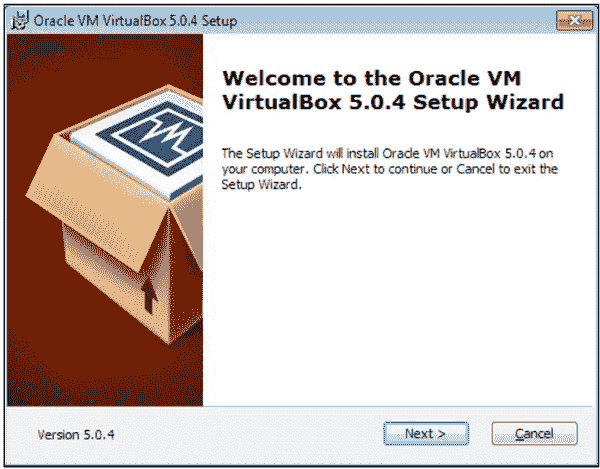 Oracle VM VirtualBox 5.0.4 Setup
Welcome to the Oracle VM
VirtualBox 5.0.4 Setup Wizard
The Setup Wizard will install Oracle VM VirtualBox 5.0.4 on
your computer. Click Next to continue or Cancel to exit the
Setup Wizard.
Version 5.0.4
Next >
Cancel